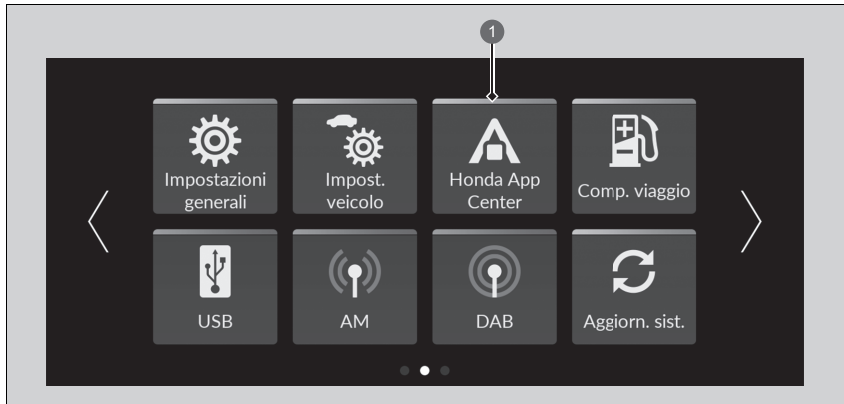 1
Impostazioni
generali
Impost.
veicolo
Honda App
Center
Comp. viaggio
USB
AM
DAB
Aggiorn. sist.